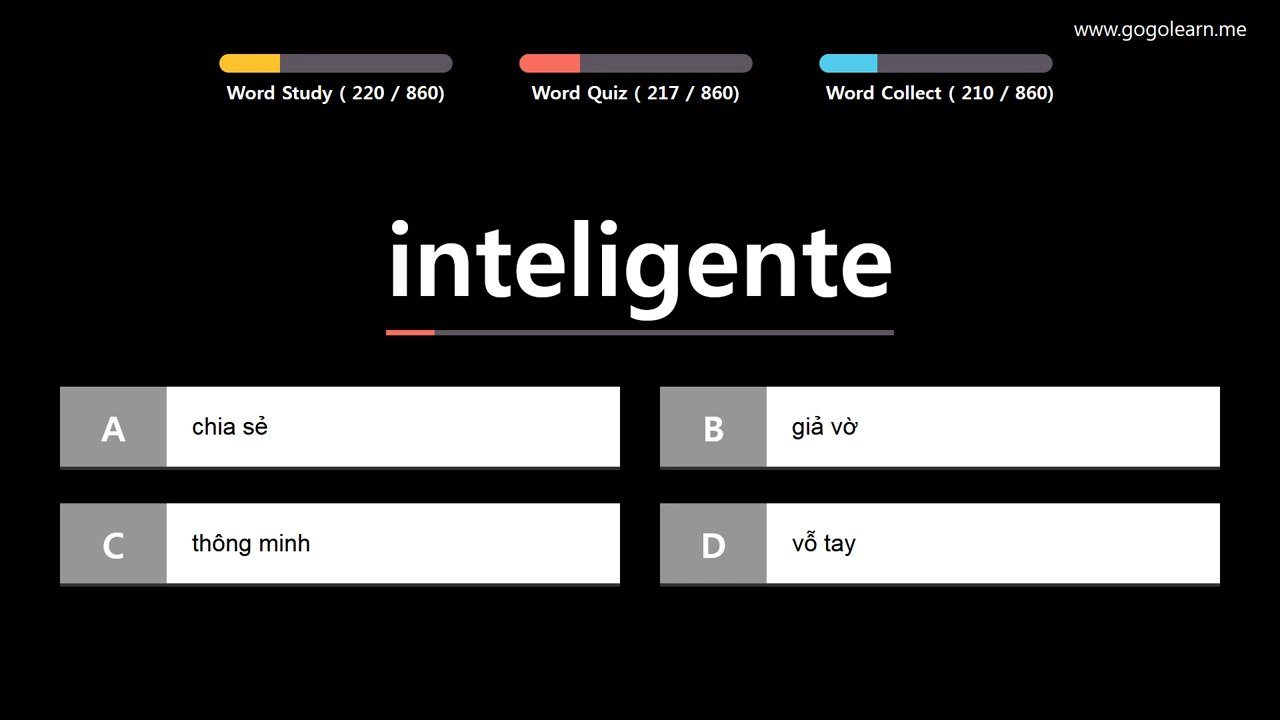 www.gogolearn.me
Word Study ( 220 / 860)
Word Quiz ( 217 / 860)
Word Collect ( 210 / 860)
inteligente
A
chia sẻ
B
giả vờ
C
thông minh
D
vỗ tay